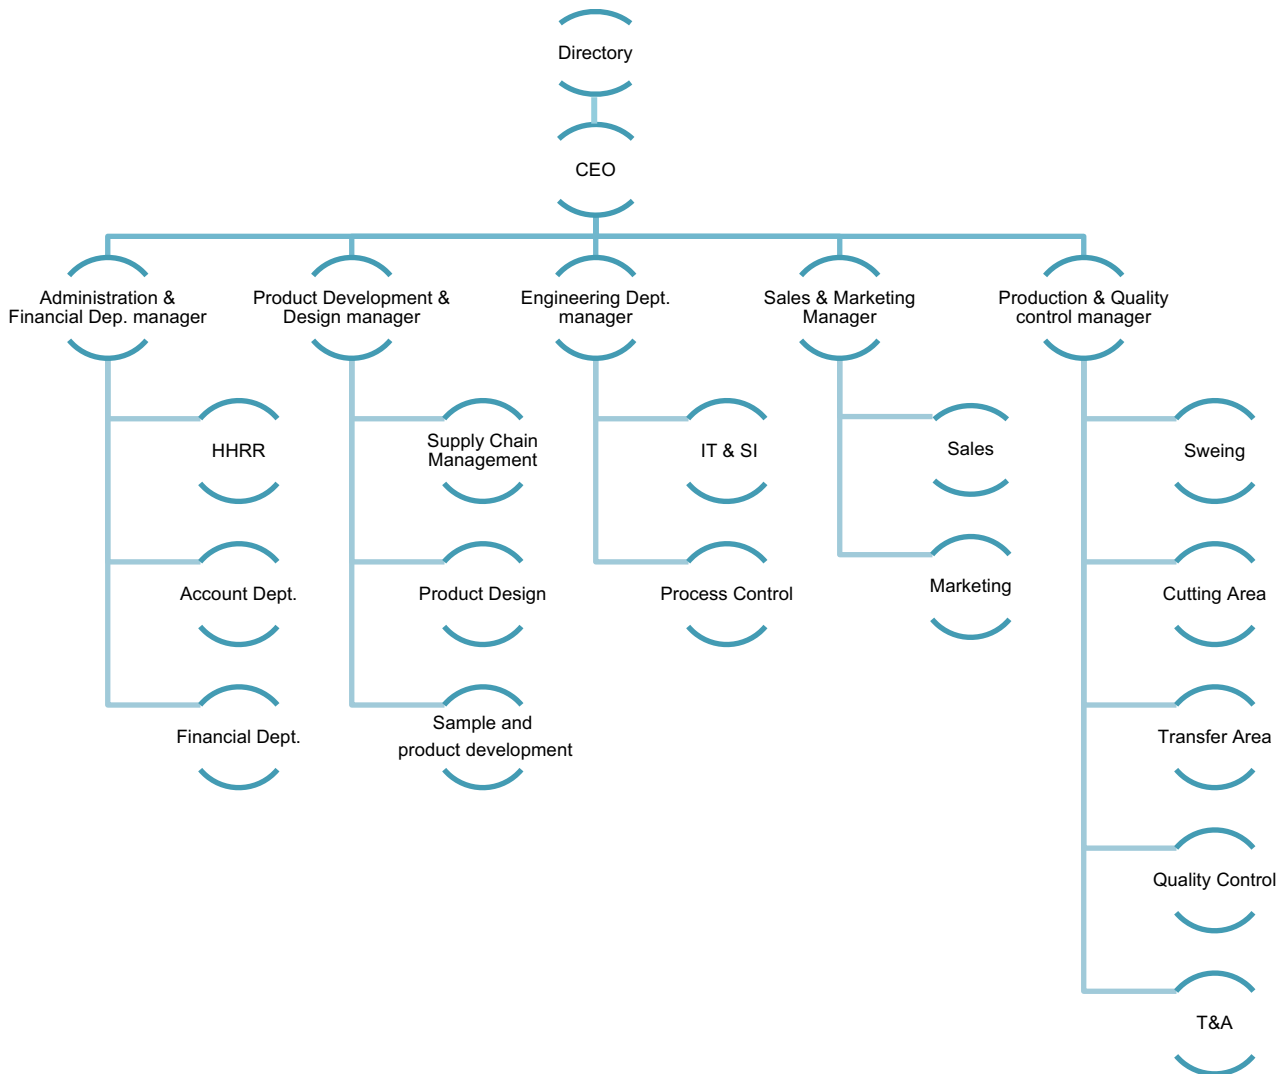 Directory
CEO
Administration &
Financial Dep. manager
Product Development &
Design manager
Engineering Dept.
manager
Sales & Marketing
Manager
Production & Quality
control manager
HHRR
Supply Chain
Management
IT & SI
Sales
Sweing
Account Dept.
Product Design
Process Control
Marketing
Cutting Area
Financial Dept.
Sample and
product development
Transfer Area
Quality Control
T&A